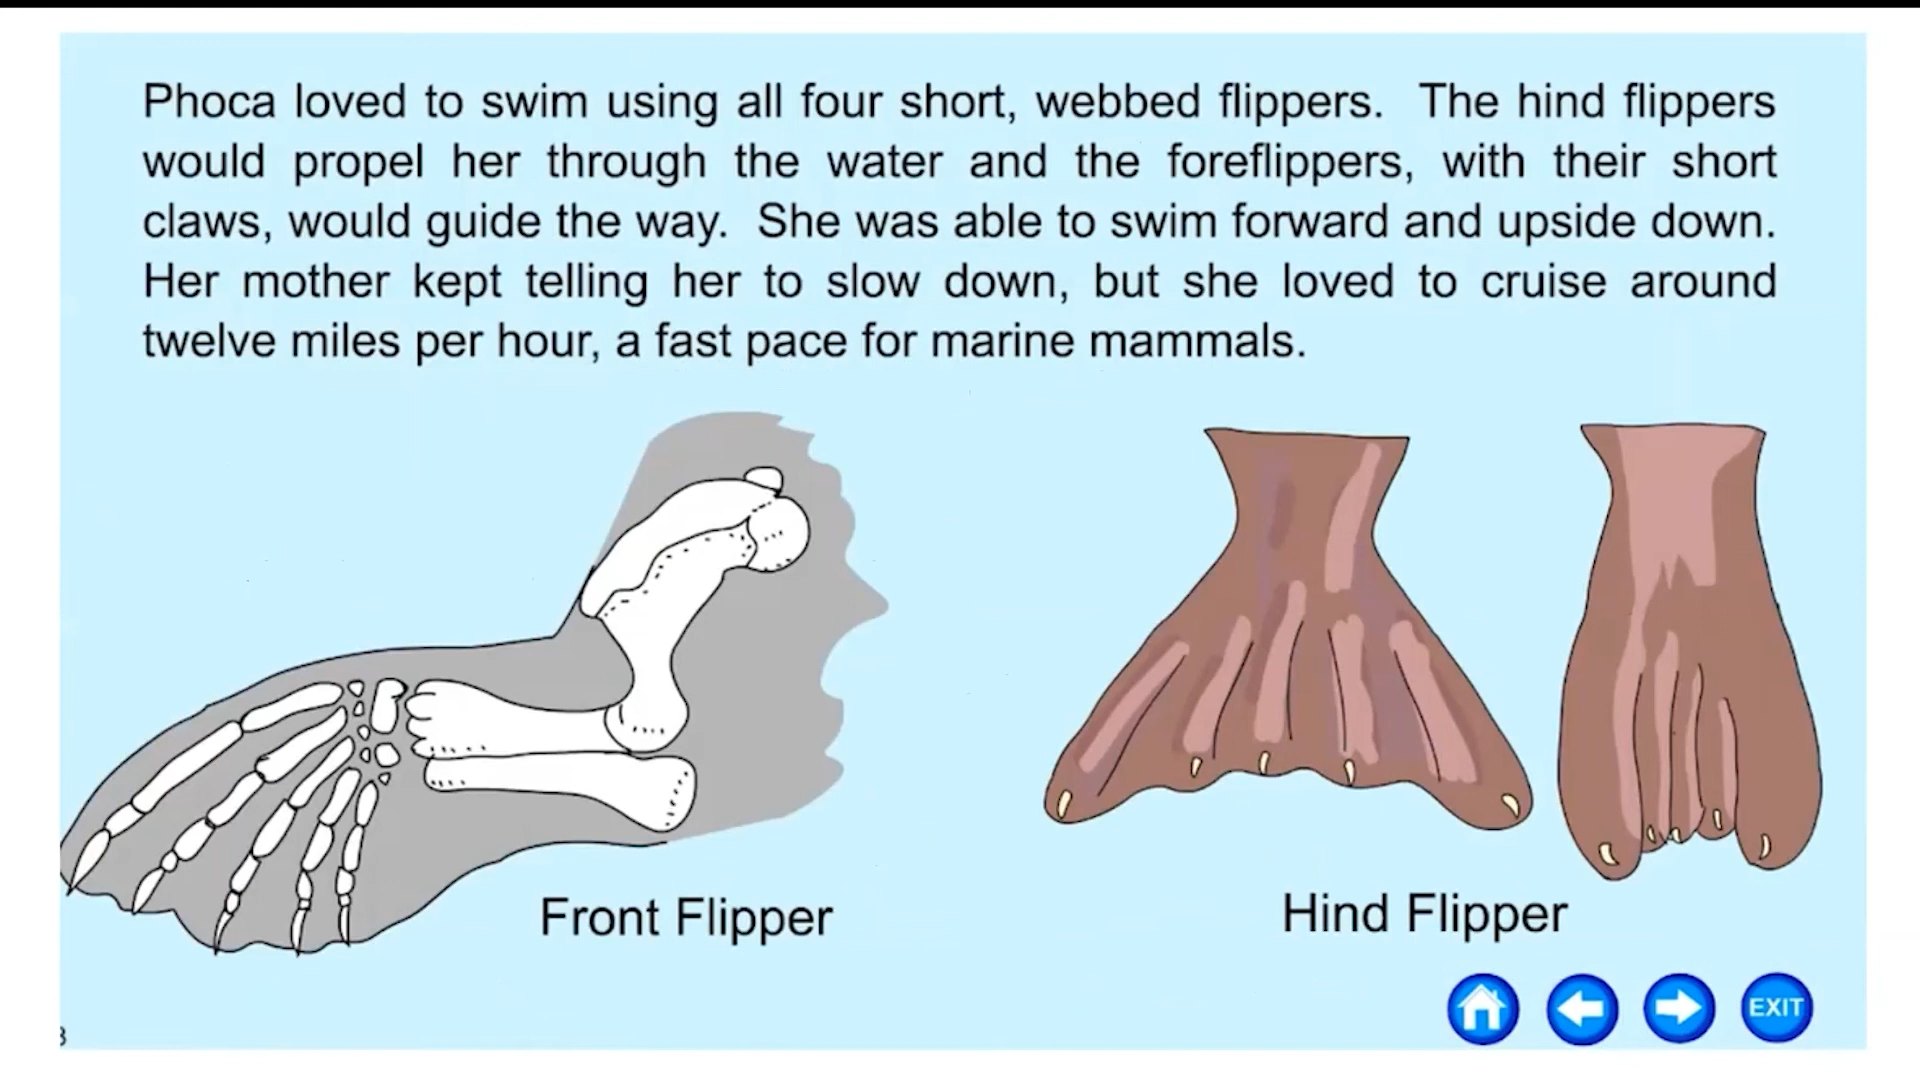 Phoca loved to swim using all four short, webbed flippers. The hind flippers
would propel her through the water and the foreflippers, with their short
claws, would guide the way. She was able to swim forward and upside down.
Her mother kept telling her to slow down, but she loved to cruise around
twelve miles per hour, a fast pace for marine mammals.
Front Flipper
Hind Flipper
EXIT